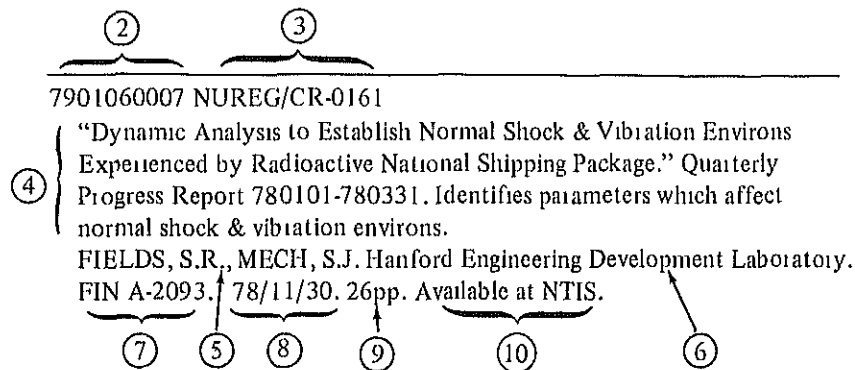 ② ③
7901060007 NUREG/CR-0161
"Dynamic Analysis to Establish Normal Shock & Vibration Environs
Experienced by Radioactive National Shipping Package." Quarterly
④ Progress Report 780101-780331. Identifies parameters which affect
normal shock & vibration environs.
FIELDS, S.R., MECH, S.J. Hanford Engineering Development Laboratory.
FIN A-2093. 78/11/30. 26pp. Available at NTIS.
⑦ ⑤ ⑧ ⑨ ⑩ ⑥